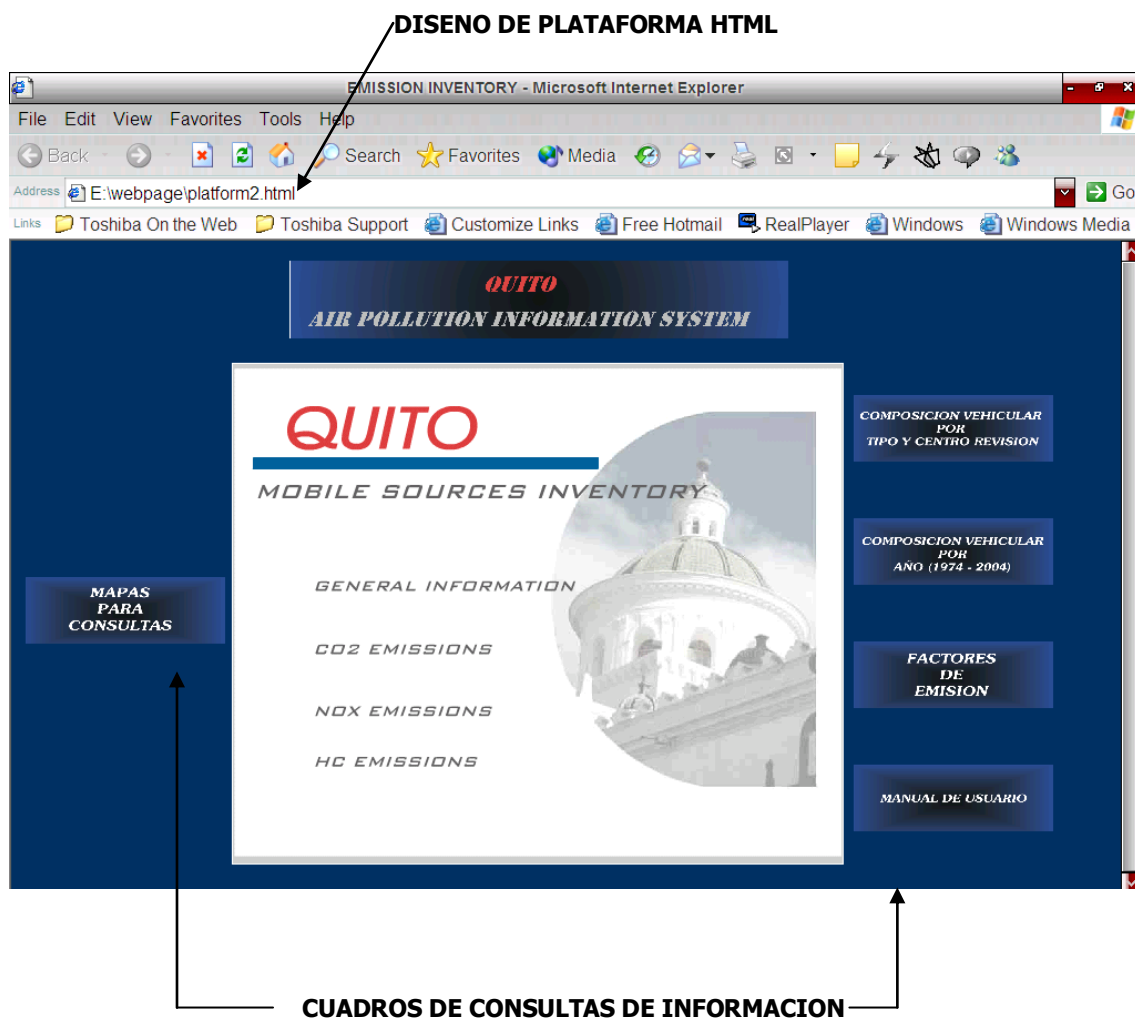 DISENO DE PLATAFORMA HTML
EMISSION INVENTORY - Microsoft Internet Explorer
File Edit View Favorites Tools Help
Back Search Favorites Media
Address E:\webpage\platform2.html Go
Links Toshiba On the Web Toshiba Support Customize Links Free Hotmail RealPlayer Windows Windows Media
QUITO
AIR POLLUTION INFORMATION SYSTEM
QUITO
MOBILE SOURCES INVENTORY
GENERAL INFORMATION
CO2 EMISSIONS
NOX EMISSIONS
HC EMISSIONS
MAPAS
PARA
CONSULTAS
COMPOSICION VEHICULAR
POR
TIPO Y CENTRO REVISION
COMPOSICION VEHICULAR
POR
AÑO (1974 - 2004)
FACTORES
DE
EMISION
MANUAL DE USUARIO
CUADROS DE CONSULTAS DE INFORMACION